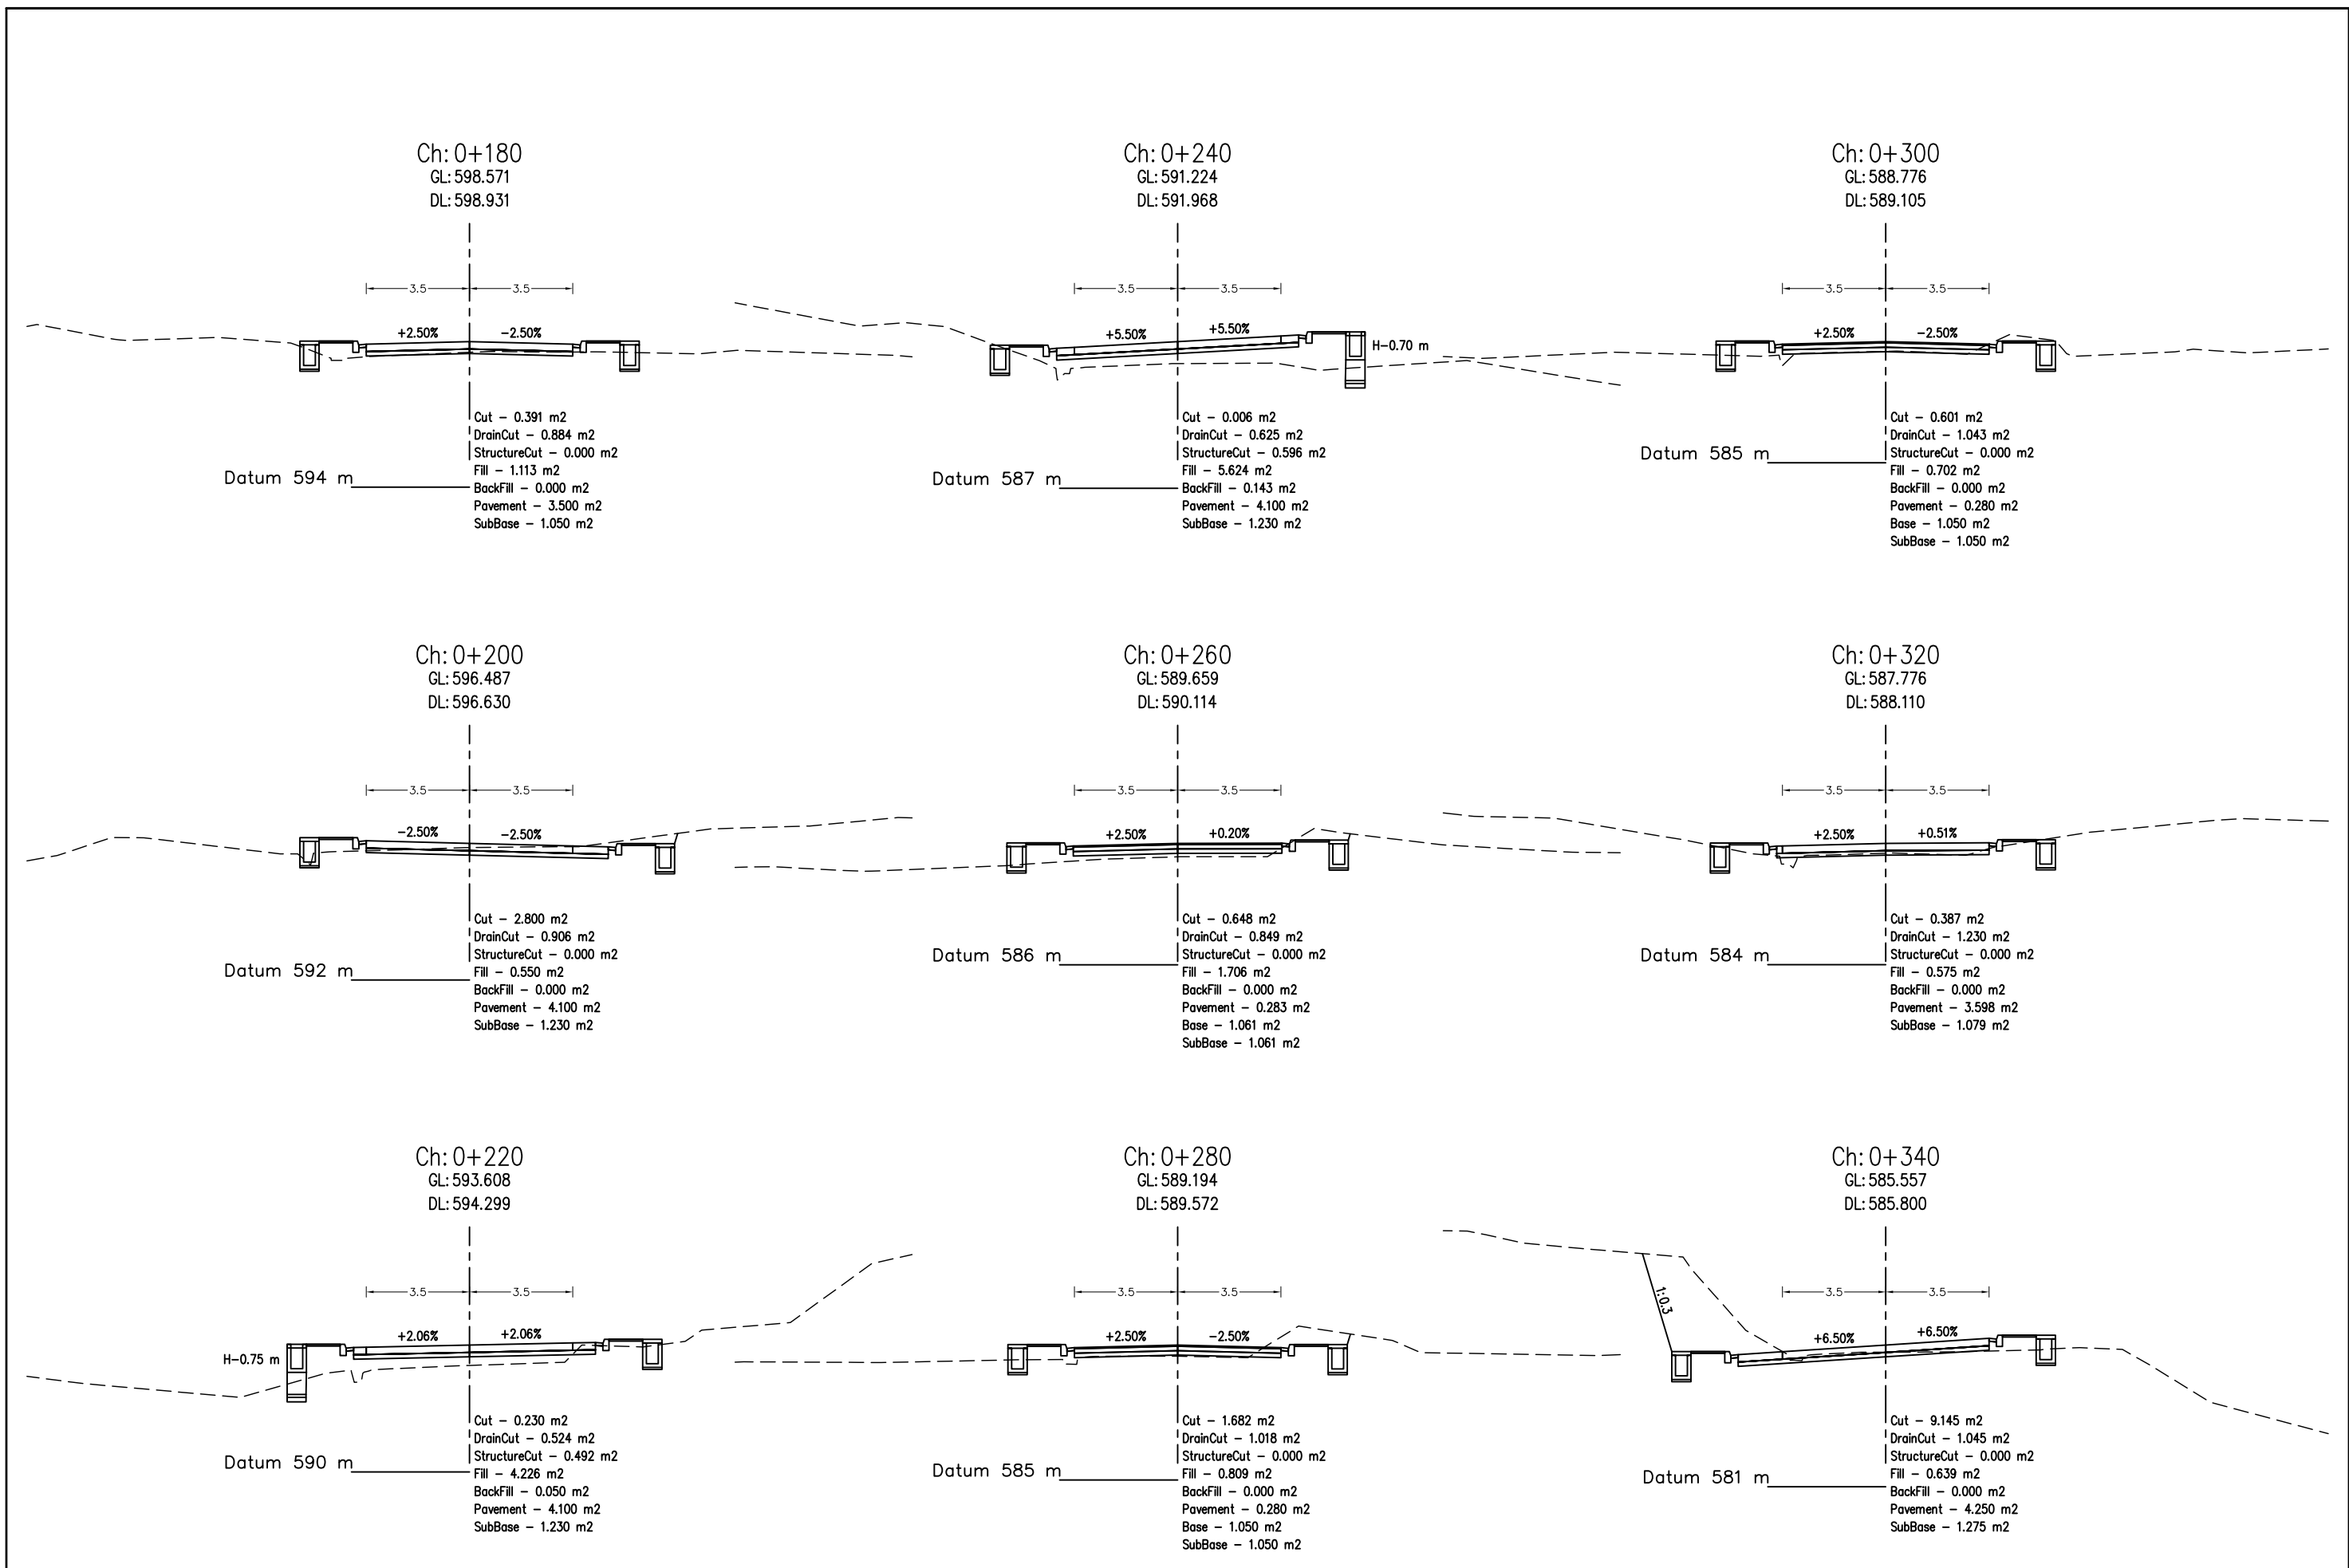 Ch: 0+180
GL: 598.571
DL: 598.931
3.5 3.5
+2.50% -2.50%
Cut - 0.391 m2
DrainCut - 0.884 m2
StructureCut - 0.000 m2
Fill - 1.113 m2
BackFill - 0.000 m2
Pavement - 3.500 m2
SubBase - 1.050 m2
Datum 594 m
Ch: 0+240
GL: 591.224
DL: 591.968
3.5 3.5
+5.50% +5.50%
H-0.70 m
Cut - 0.006 m2
DrainCut - 0.625 m2
StructureCut - 0.596 m2
Fill - 5.624 m2
BackFill - 0.143 m2
Pavement - 4.100 m2
SubBase - 1.230 m2
Datum 587 m
Ch: 0+300
GL: 588.776
DL: 589.105
3.5 3.5
+2.50% -2.50%
Cut - 0.601 m2
DrainCut - 1.043 m2
StructureCut - 0.000 m2
Fill - 0.702 m2
BackFill - 0.000 m2
Pavement - 0.280 m2
Base - 1.050 m2
SubBase - 1.050 m2
Datum 585 m
Ch: 0+200
GL: 596.487
DL: 596.630
3.5 3.5
-2.50% -2.50%
Cut - 2.800 m2
DrainCut - 0.906 m2
StructureCut - 0.000 m2
Fill - 0.550 m2
BackFill - 0.000 m2
Pavement - 4.100 m2
SubBase - 1.230 m2
Datum 592 m
Ch: 0+260
GL: 589.659
DL: 590.114
3.5 3.5
+2.50% +0.20%
Cut - 0.648 m2
DrainCut - 0.849 m2
StructureCut - 0.000 m2
Fill - 1.706 m2
BackFill - 0.000 m2
Pavement - 0.283 m2
Base - 1.061 m2
SubBase - 1.061 m2
Datum 586 m
Ch: 0+320
GL: 587.776
DL: 588.110
3.5 3.5
+2.50% +0.51%
Cut - 0.387 m2
DrainCut - 1.230 m2
StructureCut - 0.000 m2
Fill - 0.575 m2
BackFill - 0.000 m2
Pavement - 3.598 m2
SubBase - 1.079 m2
Datum 584 m
Ch: 0+220
GL: 593.608
DL: 594.299
3.5 3.5
+2.06% +2.06%
H-0.75 m
Cut - 0.230 m2
DrainCut - 0.524 m2
StructureCut - 0.492 m2
Fill - 4.226 m2
BackFill - 0.050 m2
Pavement - 4.100 m2
SubBase - 1.230 m2
Datum 590 m
Ch: 0+280
GL: 589.194
DL: 589.572
3.5 3.5
+2.50% -2.50%
Cut - 1.682 m2
DrainCut - 1.018 m2
StructureCut - 0.000 m2
Fill - 0.809 m2
BackFill - 0.000 m2
Pavement - 0.280 m2
Base - 1.050 m2
SubBase - 1.050 m2
Datum 585 m
Ch: 0+340
GL: 585.557
DL: 585.800
3.5 3.5
1:0.3
+6.50% +6.50%
Cut - 9.145 m2
DrainCut - 1.045 m2
StructureCut - 0.000 m2
Fill - 0.639 m2
BackFill - 0.000 m2
Pavement - 4.250 m2
SubBase - 1.275 m2
Datum 581 m